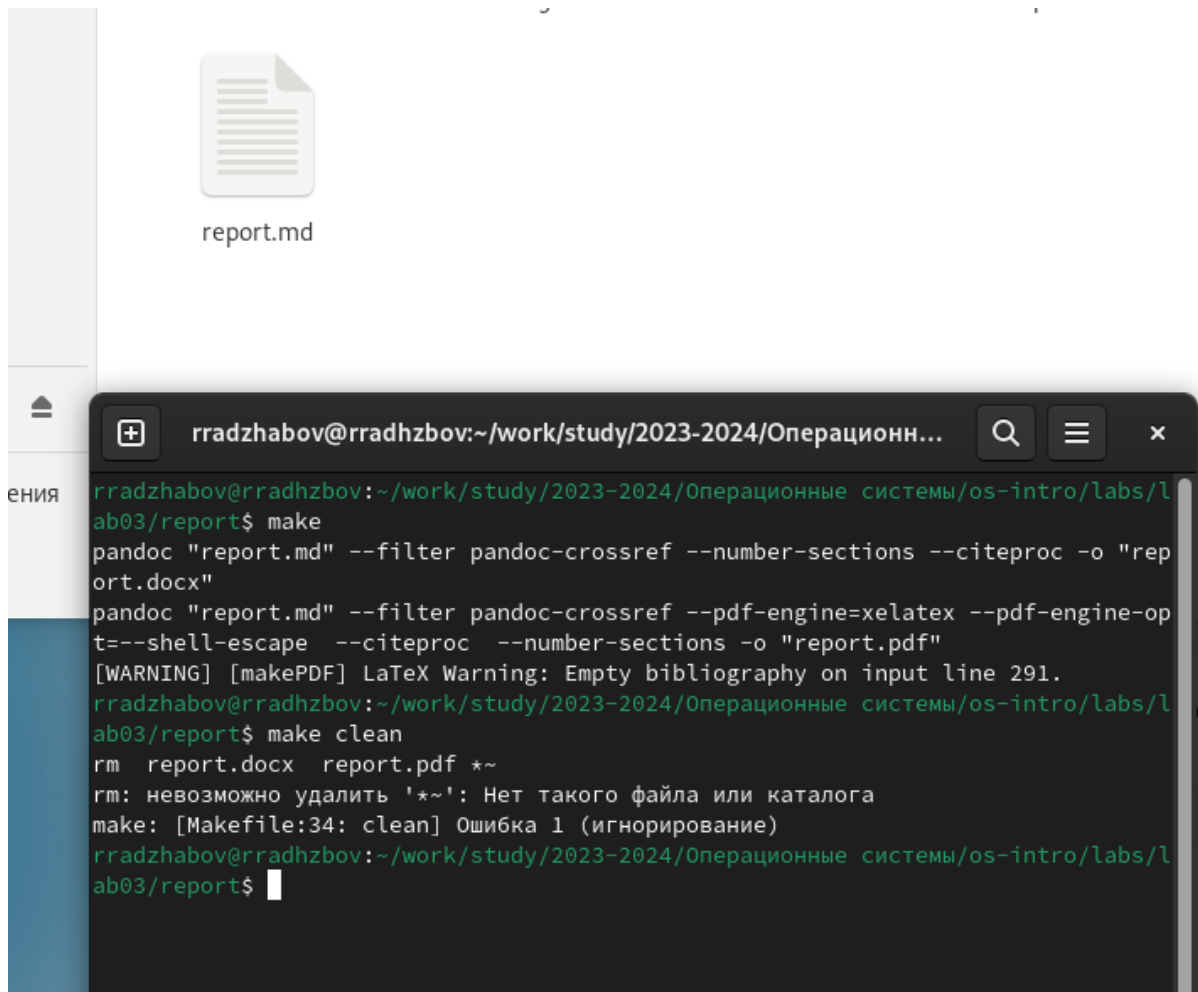 report.md
rradzhabov@rradhzbov:~/work/study/2023-2024/Операционн...
ения
rradzhabov@rradhzbov:~/work/study/2023-2024/Операционные системы/os-intro/labs/l
ab03/report$ make
pandoc "report.md" --filter pandoc-crossref --number-sections --citeproc -o "rep
ort.docx"
pandoc "report.md" --filter pandoc-crossref --pdf-engine=xelatex --pdf-engine-op
t=--shell-escape  --citeproc  --number-sections -o "report.pdf"
[WARNING] [makePDF] LaTeX Warning: Empty bibliography on input line 291.
rradzhabov@rradhzbov:~/work/study/2023-2024/Операционные системы/os-intro/labs/l
ab03/report$ make clean
rm  report.docx  report.pdf *~
rm: невозможно удалить '*~': Нет такого файла или каталога
make: [Makefile:34: clean] Ошибка 1 (игнорирование)
rradzhabov@rradhzbov:~/work/study/2023-2024/Операционные системы/os-intro/labs/l
ab03/report$